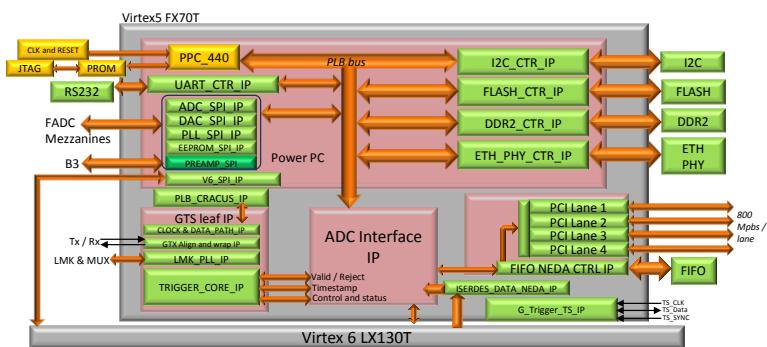 Virtex5 FX70T
CLK and RESET
JTAG
PROM
PPC_440
PLB bus
I2C_CTR_IP
I2C
RS232
UART_CTR_IP
FLASH_CTR_IP
FLASH
ADC_SPI_IP
DAC_SPI_IP
PLL_SPI_IP
EEPROM_SPI_IP
PREAMP_SPI
FADC
Mezzanines
B3
Power PC
DDR2_CTR_IP
DDR2
ETH_PHY_CTR_IP
ETH
PHY
V6_SPI_IP
PLB_CRACUS_IP
GTS leaf IP
CLOCK & DATA_PATH_IP
Tx / Rx
GTX Align and wrap IP
LMK & MUX
LMK_PLL_IP
TRIGGER_CORE_IP
Valid / Reject
Timestamp
Control and status
ADC Interface
IP
PCI Lane 1
PCI Lane 2
PCI Lane 3
PCI Lane 4
800
Mpbs /
lane
FIFO NEDA CTRL IP
FIFO
ISERDES_DATA_NEDA_IP
G_Trigger_TS_IP
TS_CLK
TS_Data
TS_SYNC
Virtex 6 LX130T